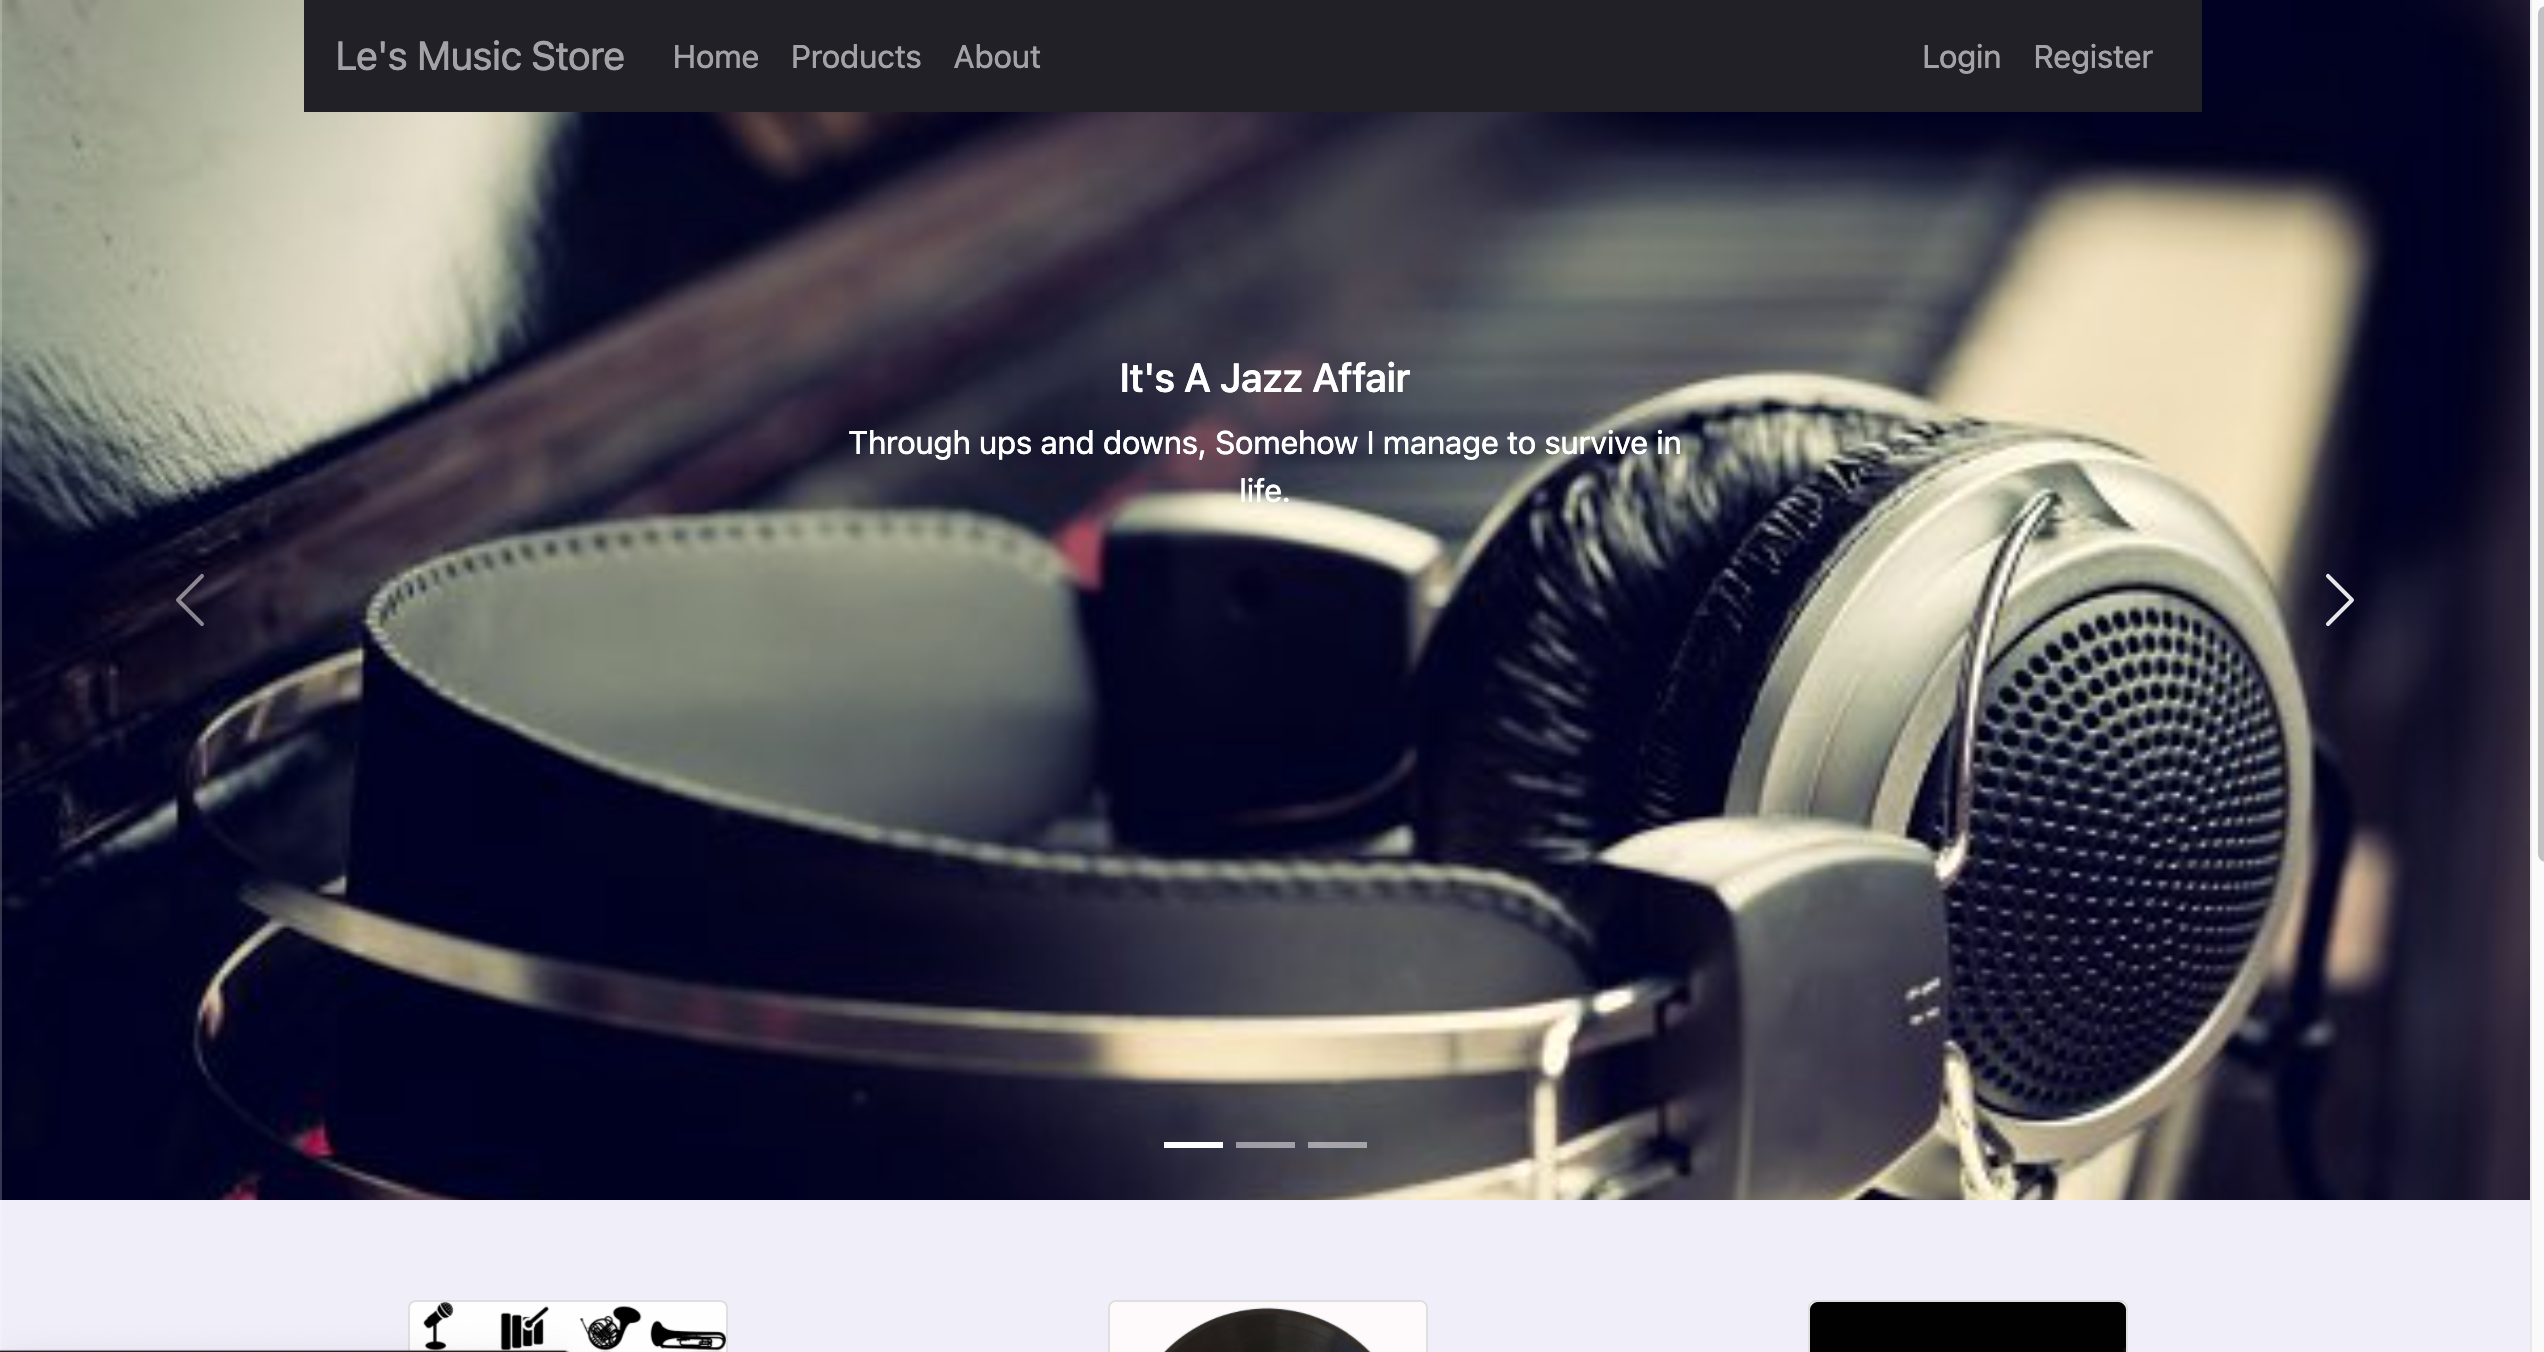 Le's Music Store Home Products About Login Register
It's A Jazz Affair
Through ups and downs, Somehow I manage to survive in
life.